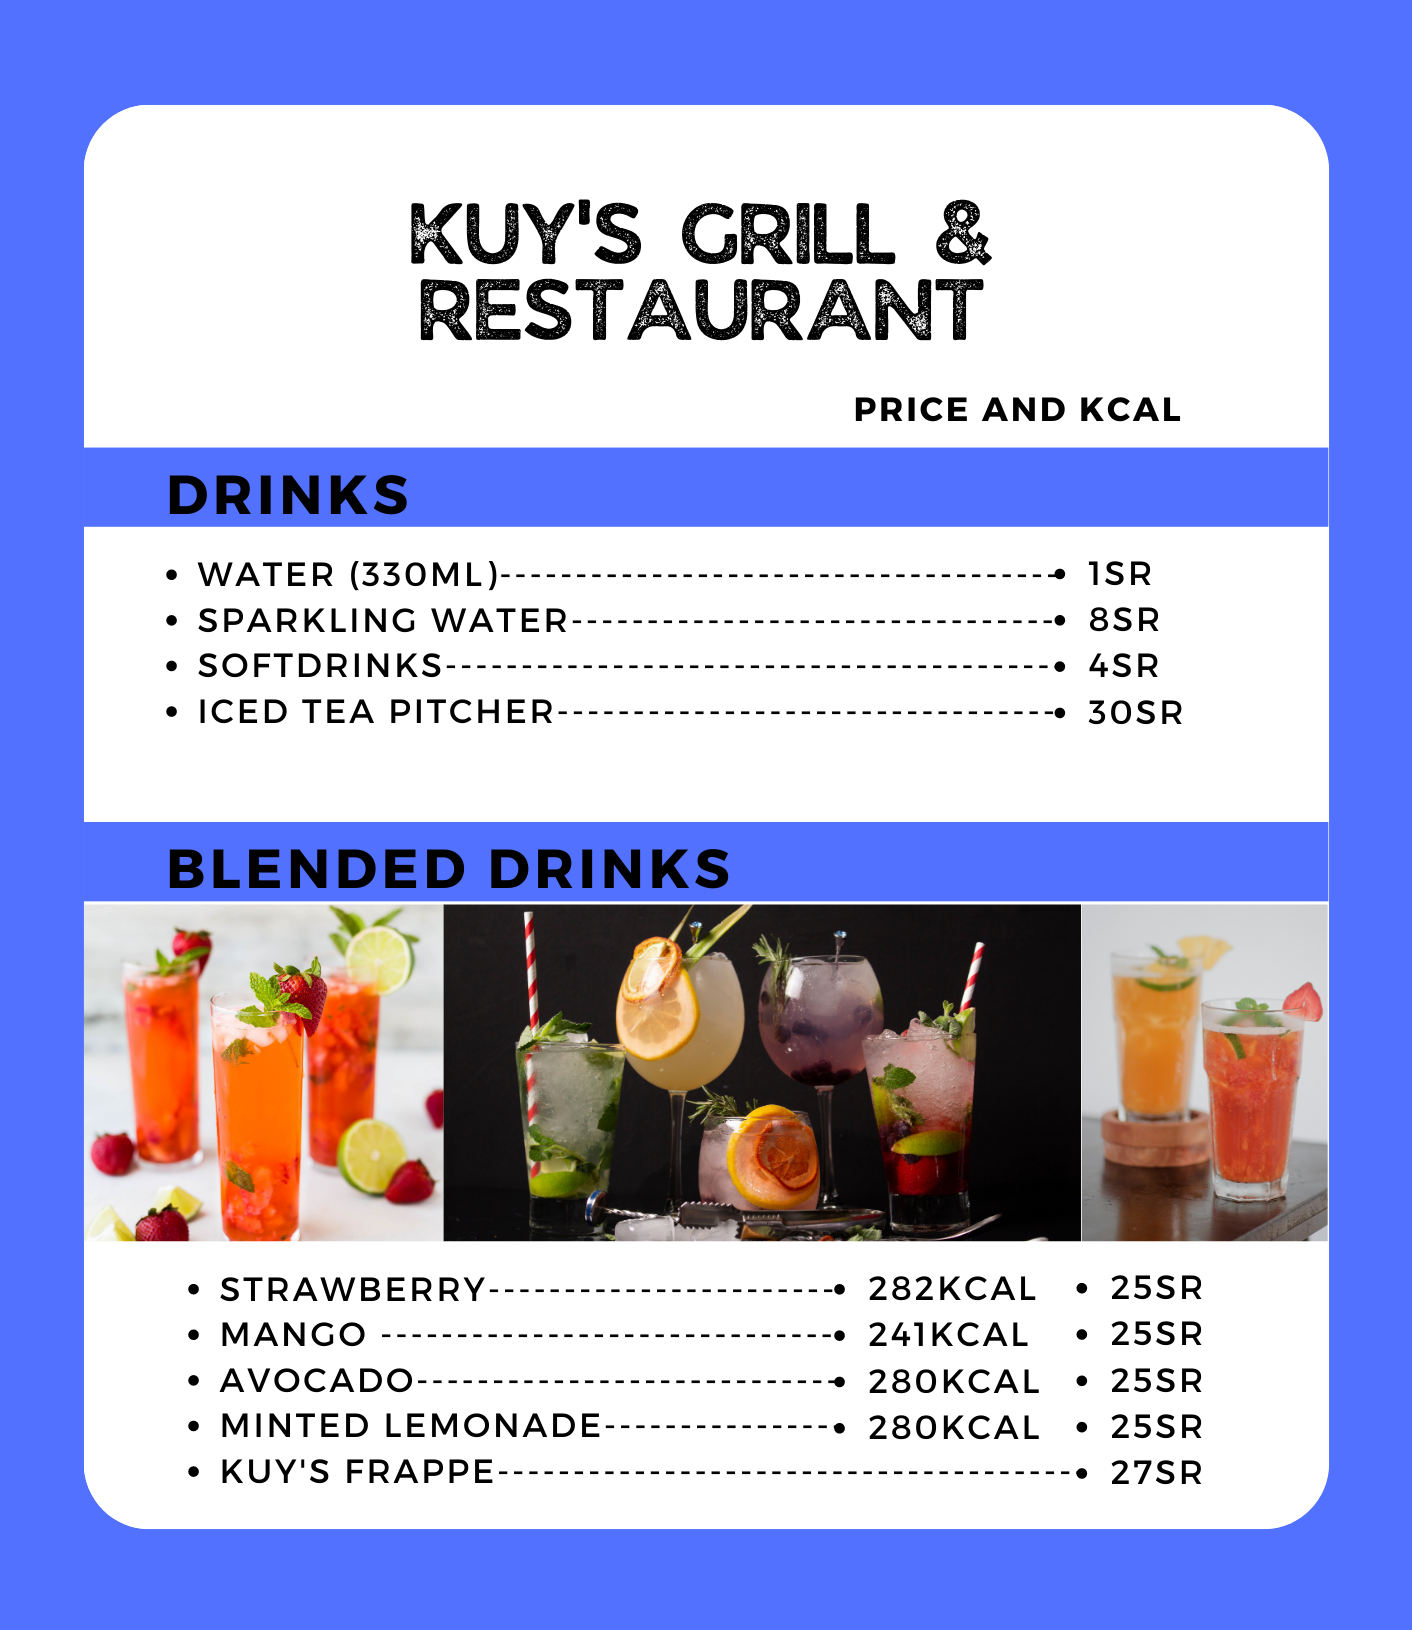 KUY'S GRILL &
RESTAURANT
PRICE AND KCAL
DRINKS
• WATER (330ML)-------------------------------------• 1SR
• SPARKLING WATER--------------------------------• 8SR
• SOFTDRINKS----------------------------------------• 4SR
• ICED TEA PITCHER---------------------------------• 30SR
BLENDED DRINKS
• STRAWBERRY-----------------------• 282KCAL • 25SR
• MANGO ------------------------------• 241KCAL • 25SR
• AVOCADO----------------------------• 280KCAL • 25SR
• MINTED LEMONADE---------------• 280KCAL • 25SR
• KUY'S FRAPPE--------------------------------------• 27SR